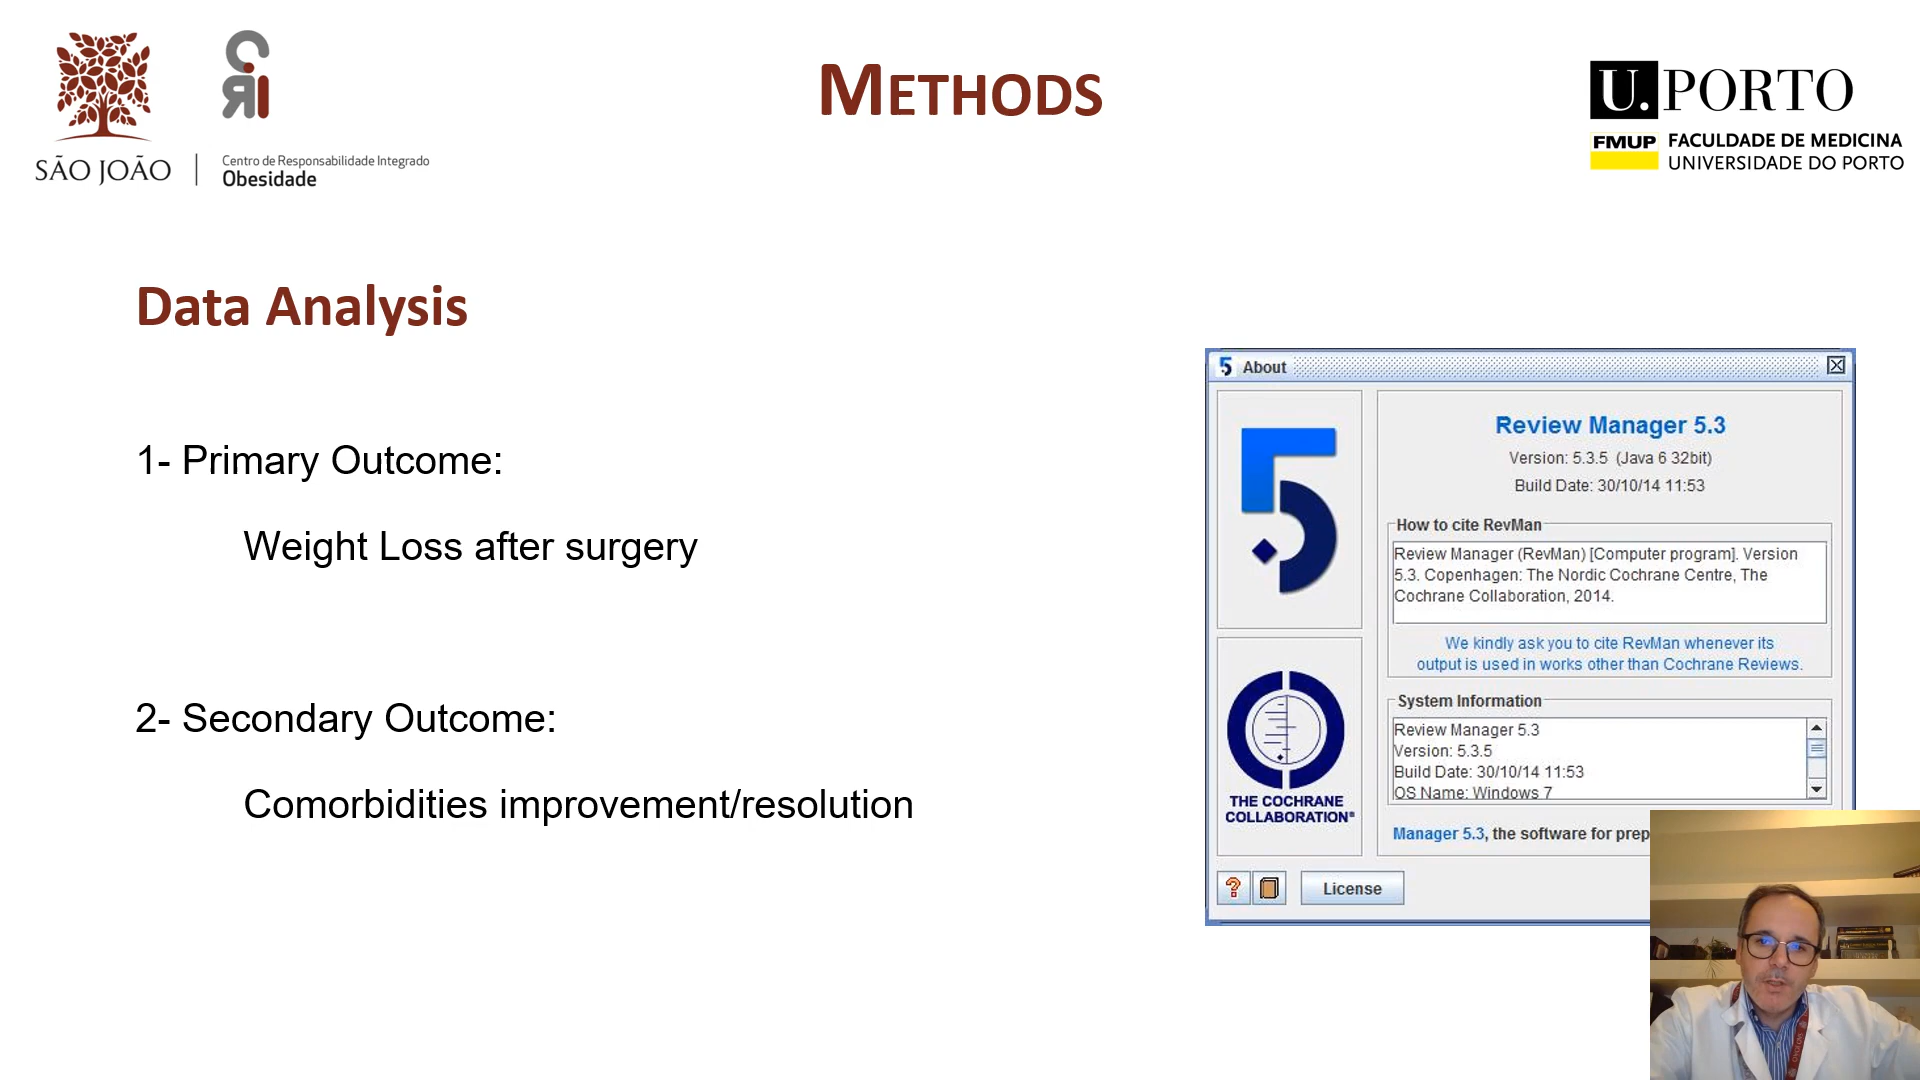 SÃO JOÃO
Centro de Responsabilidade Integrado
Obesidade
METHODS
U. PORTO
FMUP FACULDADE DE MEDICINA
UNIVERSIDADE DO PORTO
Data Analysis
1- Primary Outcome:
Weight Loss after surgery
2- Secondary Outcome:
Comorbidities improvement/resolution
5 About
5
THE COCHRANE
COLLABORATION®
Review Manager 5.3
Version: 5.3.5 (Java 6 32bit)
Build Date: 30/10/14 11:53
How to cite RevMan
Review Manager (RevMan) [Computer program]. Version
5.3. Copenhagen: The Nordic Cochrane Centre, The
Cochrane Collaboration, 2014.
We kindly ask you to cite RevMan whenever its
output is used in works other than Cochrane Reviews.
System Information
Review Manager 5.3
Version: 5.3.5
Build Date: 30/10/14 11:53
OS Name: Windows 7
Manager 5.3, the software for prep
?
License